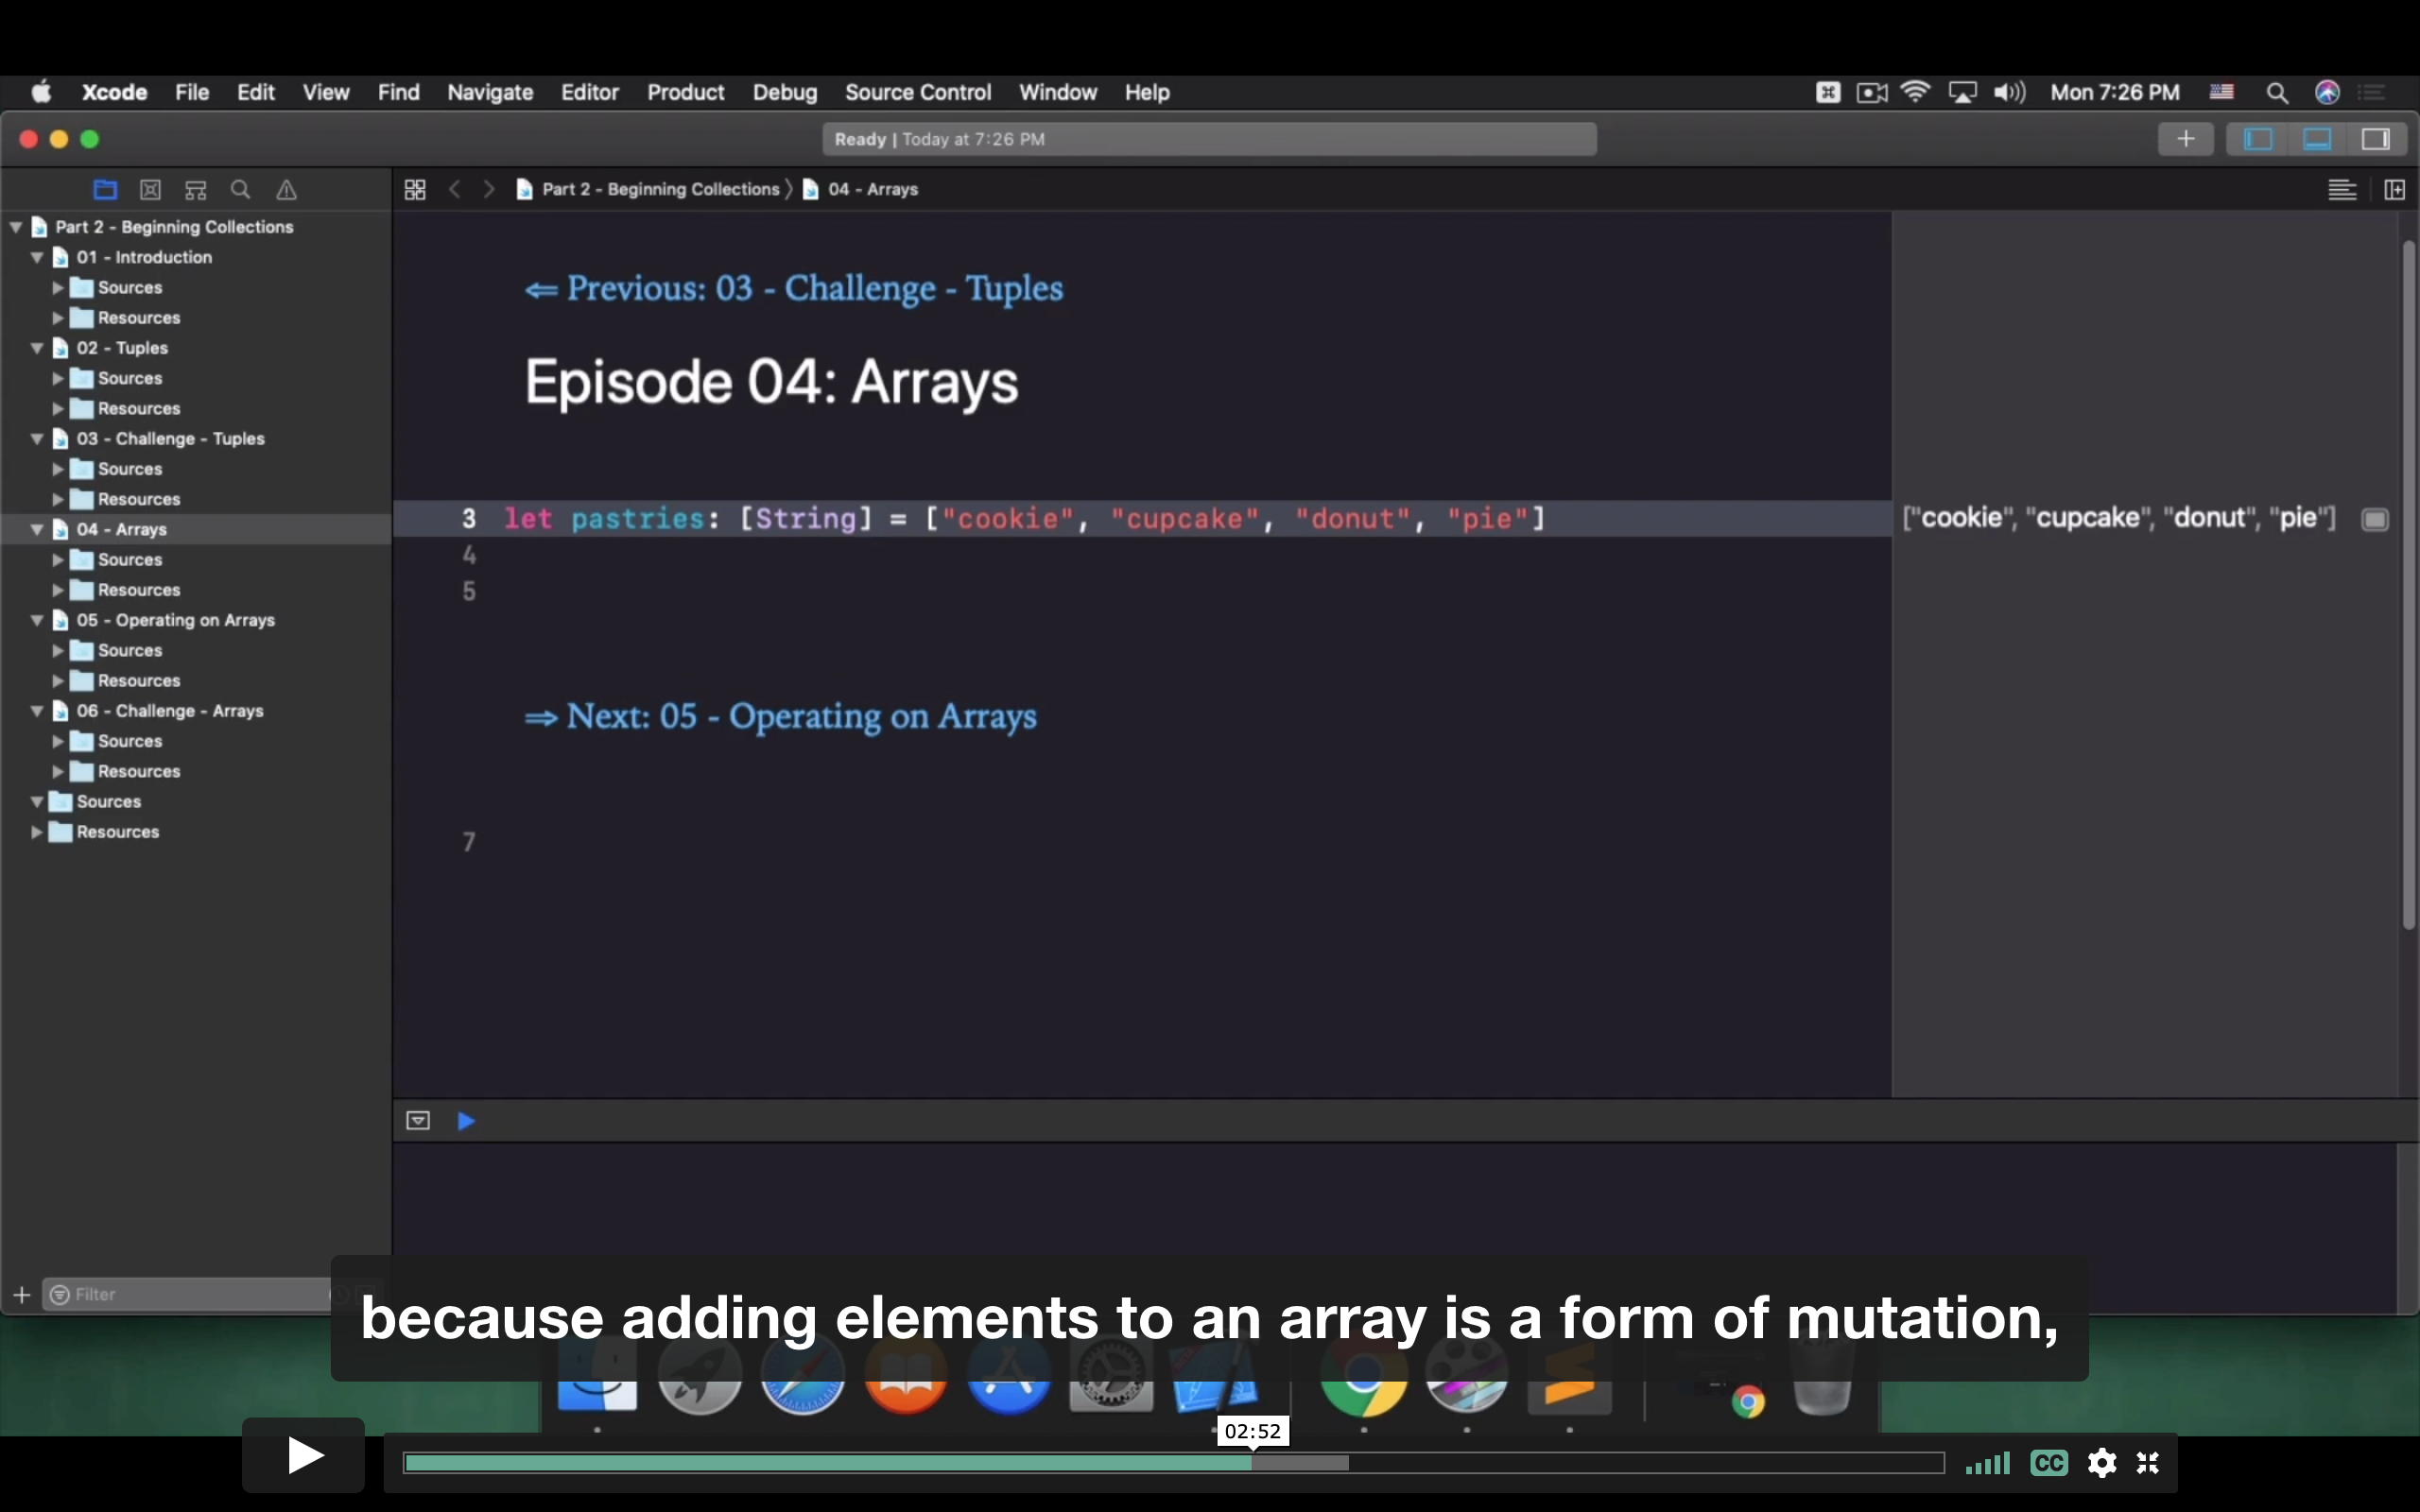 Xcode File Edit View Find Navigate Editor Product Debug Source Control Window Help Mon 7:26 PM
Ready | Today at 7:26 PM
Part 2 - Beginning Collections 04 - Arrays
Part 2 - Beginning Collections
01 - Introduction
Sources
Resources
02 - Tuples
Sources
Resources
03 - Challenge - Tuples
Sources
Resources
04 - Arrays
Sources
Resources
05 - Operating on Arrays
Sources
Resources
06 - Challenge - Arrays
Sources
Resources
Sources
Resources
Filter
⇐ Previous: 03 - Challenge - Tuples
Episode 04: Arrays
3 let pastries: [String] = ["cookie", "cupcake", "donut", "pie"]
["cookie", "cupcake", "donut", "pie"]
4
5
⇒ Next: 05 - Operating on Arrays
7
because adding elements to an array is a form of mutation,
02:52
CC